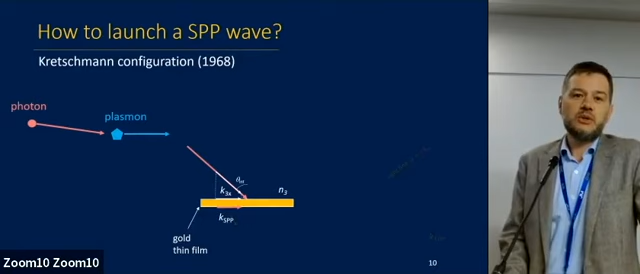 How to launch a SPP wave?
Kretschmann configuration (1968)
photon
plasmon
θ
k3x
n3
kSPP
gold
thin film
Zoom10 Zoom10
10